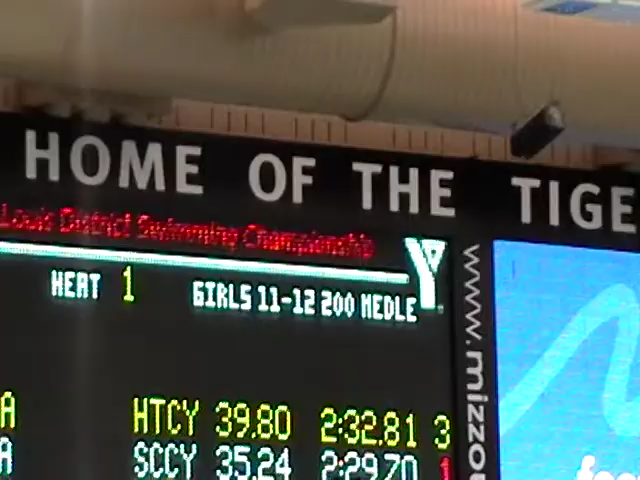 HOME OF THE TIGE
Louis District Swimming Championship
HEAT 1 GIRLS 11-12 200 MEDLE
Y
www.mizzou
A HTCY 39.80 2:32.81 3
A SCCY 35.24 2:29.70